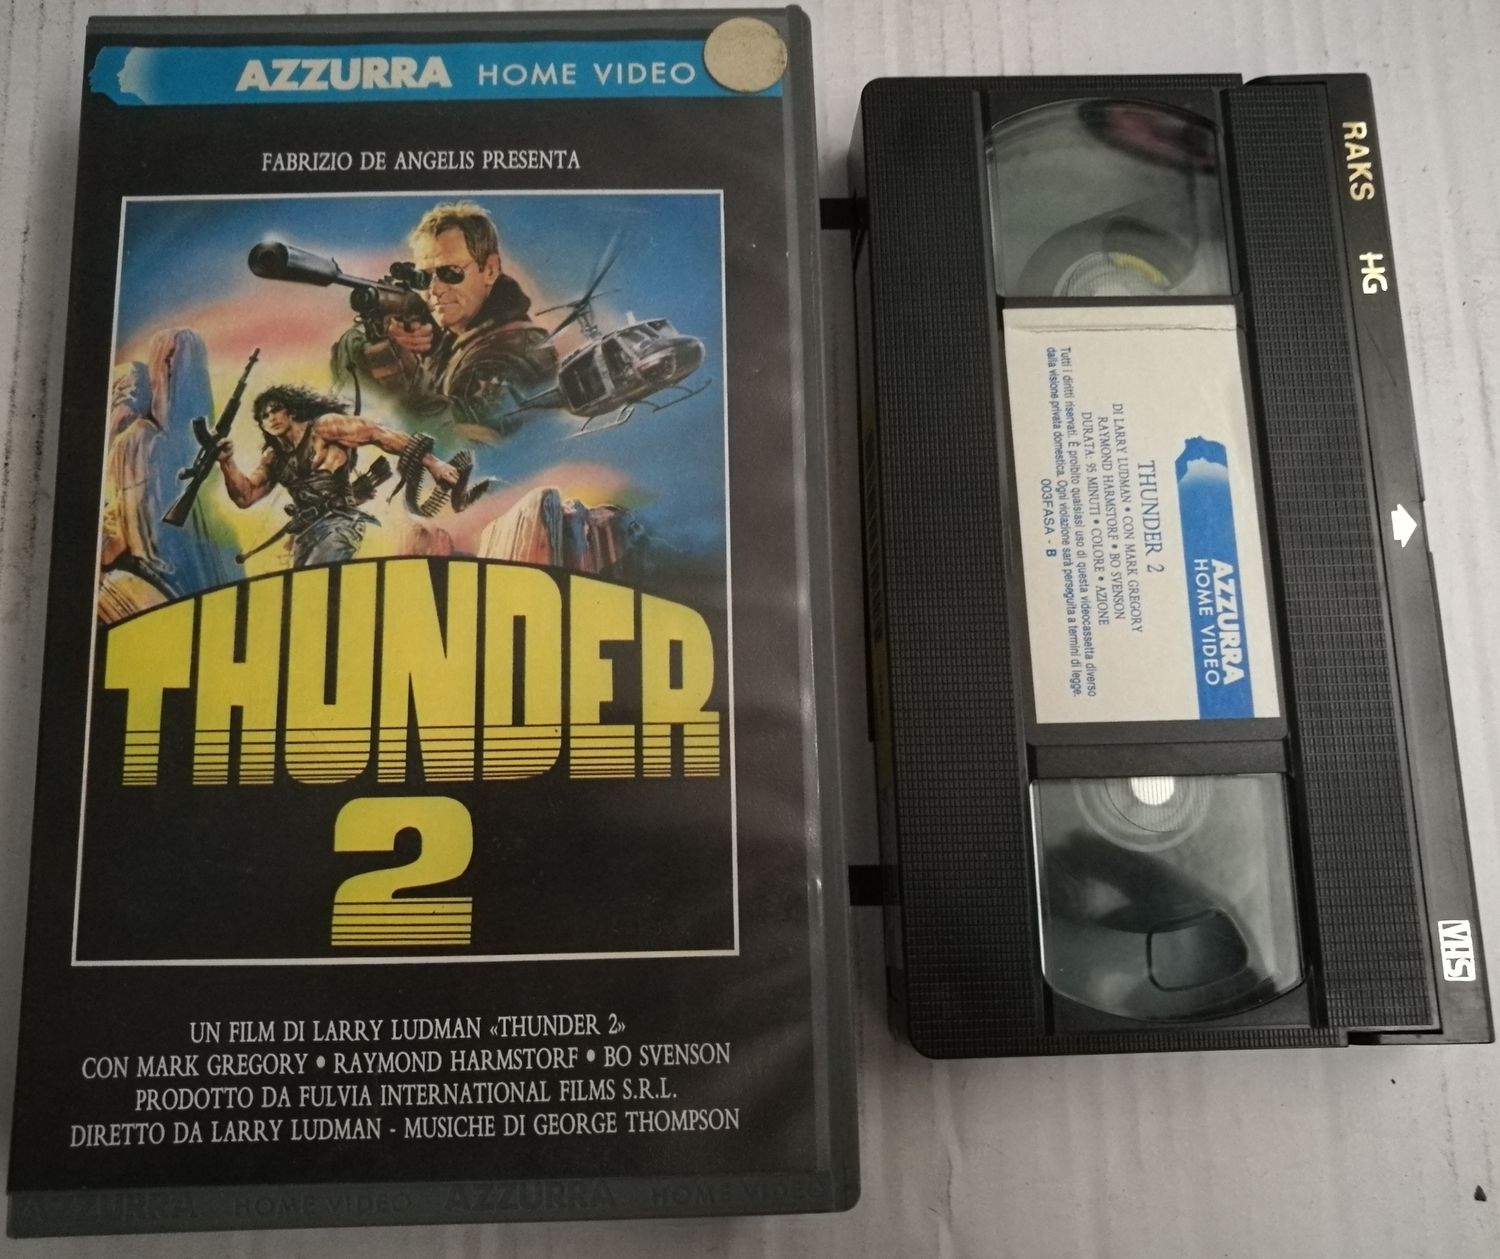 AZZURRA HOME VIDEO
FABRIZIO DE ANGELIS PRESENTA
THUNDER
2
UN FILM DI LARRY LUDMAN «THUNDER 2»
CON MARK GREGORY • RAYMOND HARMSTORF • BO SVENSON
PRODOTTO DA FULVIA INTERNATIONAL FILMS S.R.L.
DIRETTO DA LARRY LUDMAN - MUSICHE DI GEORGE THOMPSON
AZZURRA HOME VIDEO AZZURRA HOME VIDEO
RAKS HG
VHS
AZZURRA
HOME VIDEO
THUNDER 2
DI LARRY LUDMAN • CON MARK GREGORY
RAYMOND HARMSTORF • BO SVENSON
DURATA: 95 MINUTI • COLORE • AZIONE
Tutti i diritti riservati. È proibito qualsiasi uso di questa videocassetta diverso
dalla visione privata domestica. Ogni violazione sarà perseguita a termini di legge.
003FASA - B